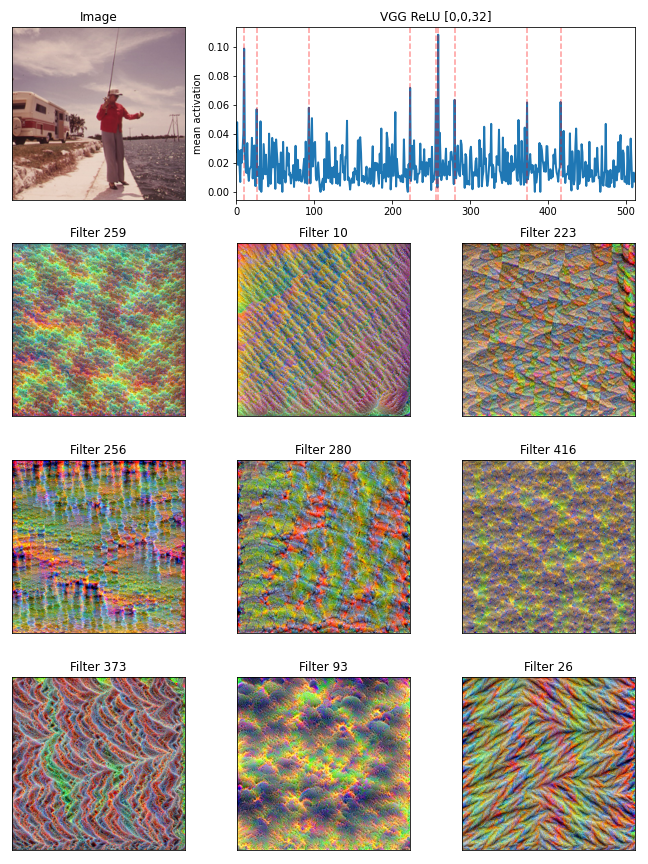 Image
VGG ReLU [0,0,32]
mean activation
0.10
0.08
0.06
0.04
0.02
0.00
0 100 200 300 400 500
Filter 259 Filter 10 Filter 223
Filter 256 Filter 280 Filter 416
Filter 373 Filter 93 Filter 26